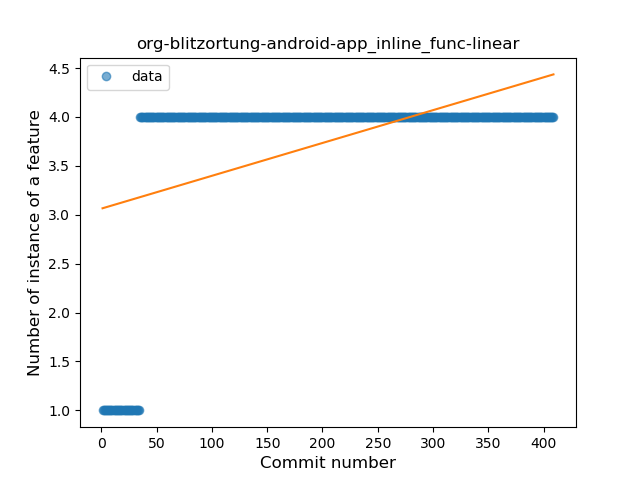 org-blitzortung-android-app_inline_func-linear
data
Number of instance of a feature
4.5
4.0
3.5
3.0
2.5
2.0
1.5
1.0
0 50 100 150 200 250 300 350 400
Commit number